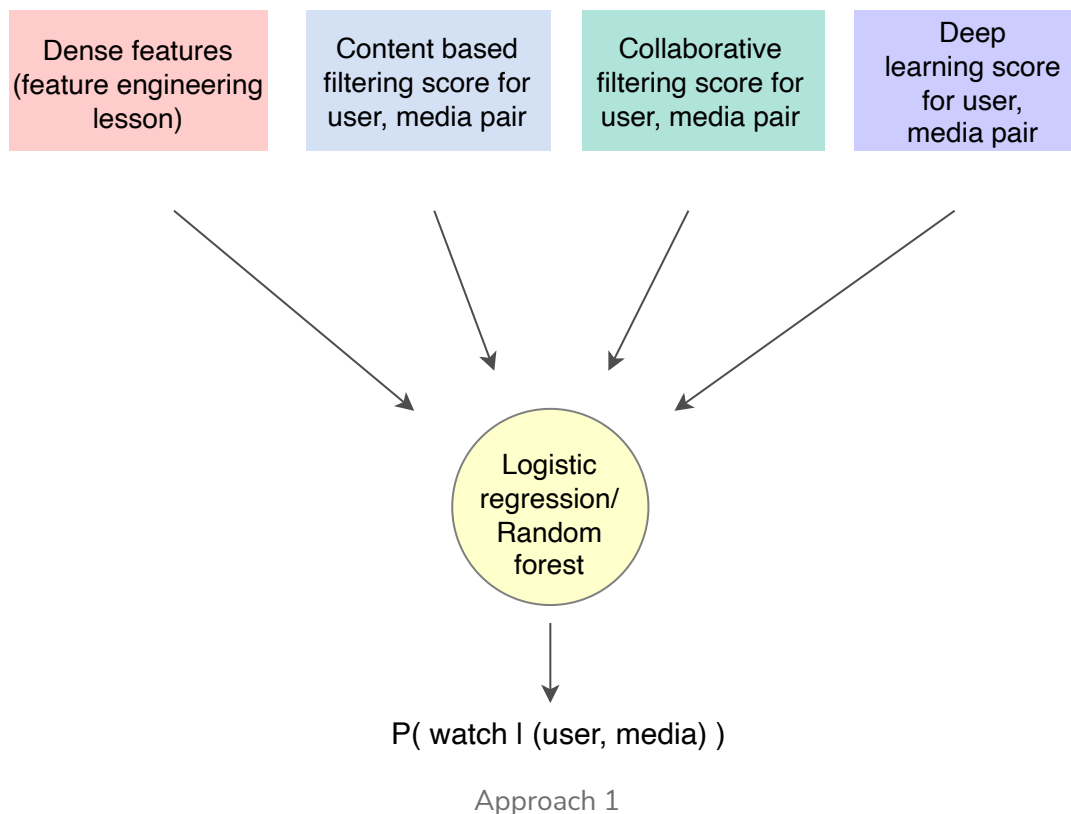 Dense features
(feature engineering
lesson)
Content based
filtering score for
user, media pair
Collaborative
filtering score for
user, media pair
Deep
learning score
for user,
media pair
Logistic
regression/
Random
forest
P( watch | (user, media) )
Approach 1